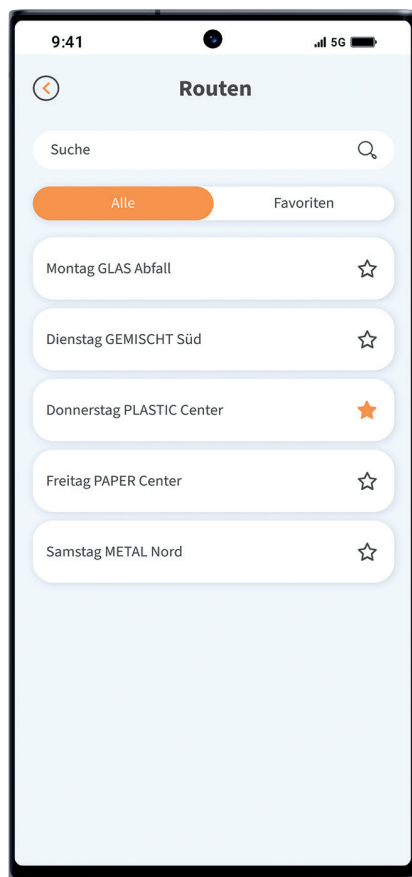 9:41
5G
Routen
Suche
Alle
Favoriten
Montag GLAS Abfall
Dienstag GEMISCHT Süd
Donnerstag PLASTIC Center
Freitag PAPER Center
Samstag METAL Nord